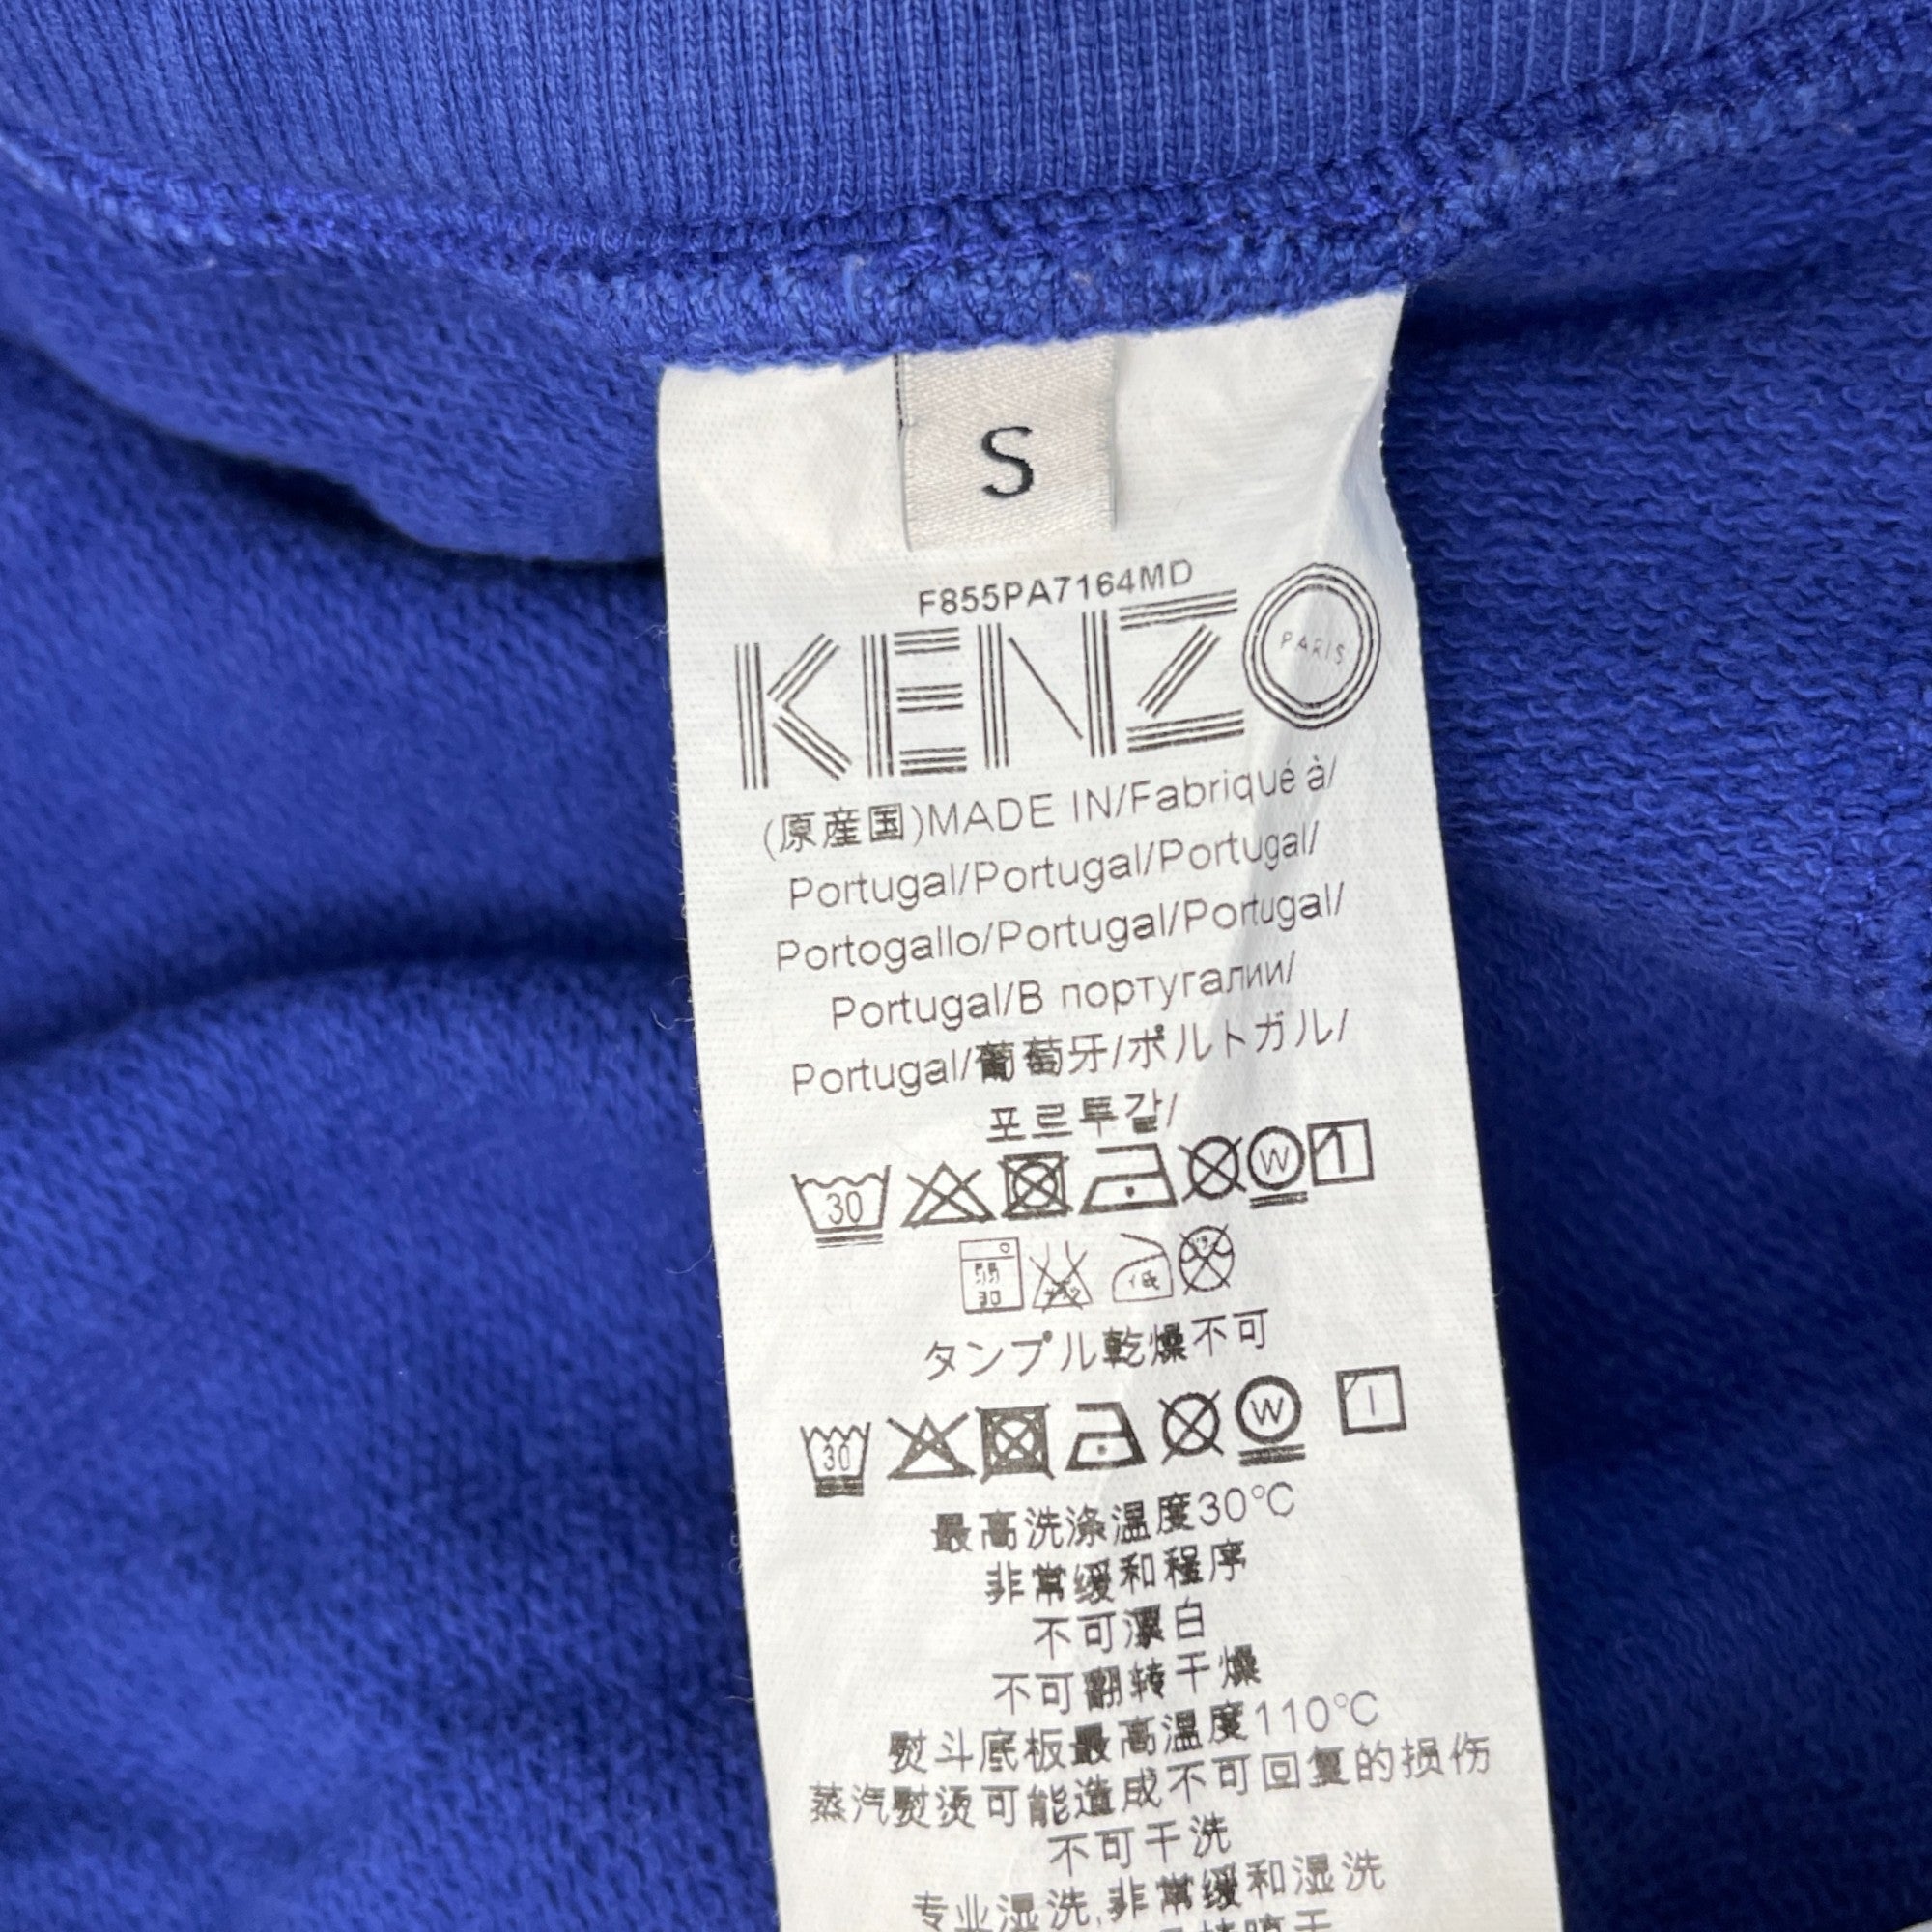 S
F855PA7164MD
KENZO
PARIS
(原産国)MADE IN/Fabriqué à/
Portugal/Portugal/Portugal/
Portogallo/Portugal/Portugal/
Portugal/В португалии/
Portugal/葡萄牙/ポルトガル/
포르투갈/
30 W
30
タンブル乾燥不可
30 W
最高洗涤温度30°C
非常缓和程序
不可漂白
不可翻转干燥
熨斗底板最高温度110°C
蒸汽熨烫可能造成不可回复的损伤
不可干洗
专业湿洗,非常缓和湿洗